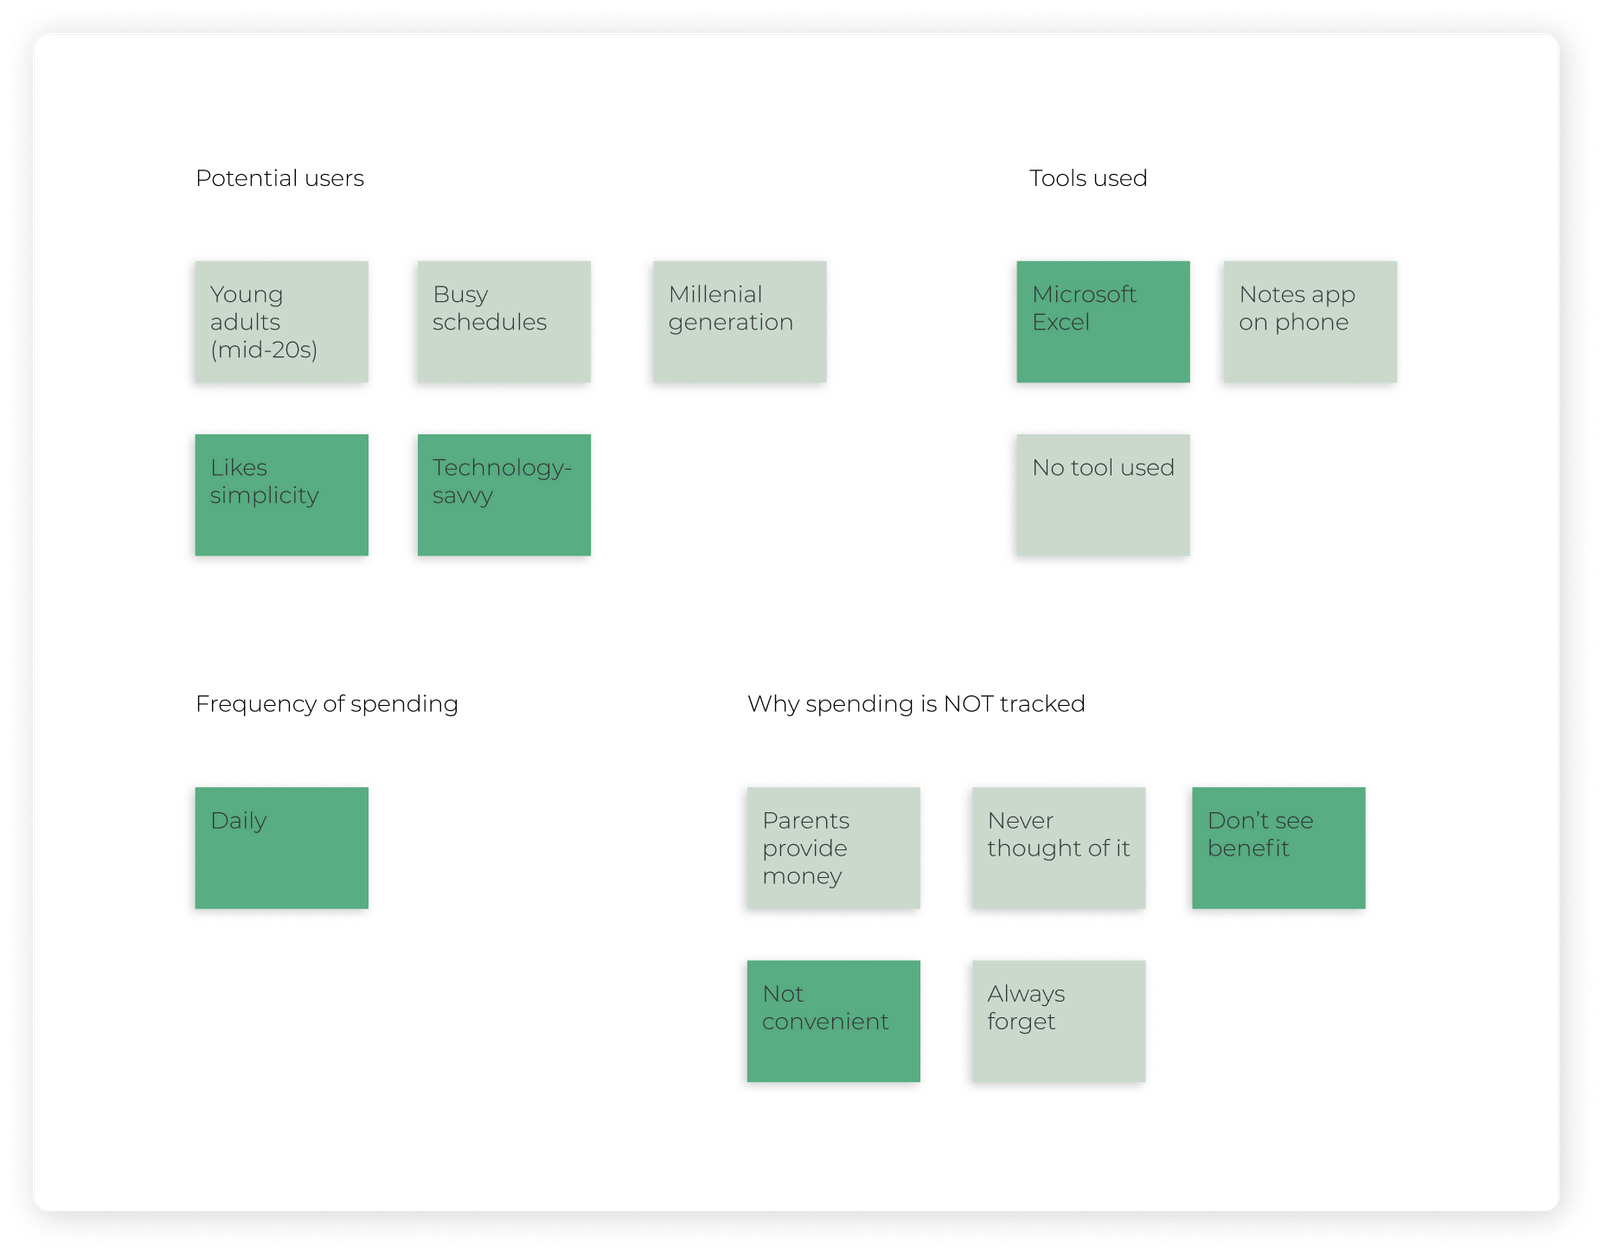 Potential users
Tools used
Young
adults
(mid-20s)
Busy
schedules
Millenial
generation
Microsoft
Excel
Notes app
on phone
Likes
simplicity
Technology-
savvy
No tool used
Frequency of spending
Why spending is NOT tracked
Daily
Parents
provide
money
Never
thought of it
Don’t see
benefit
Not
convenient
Always
forget